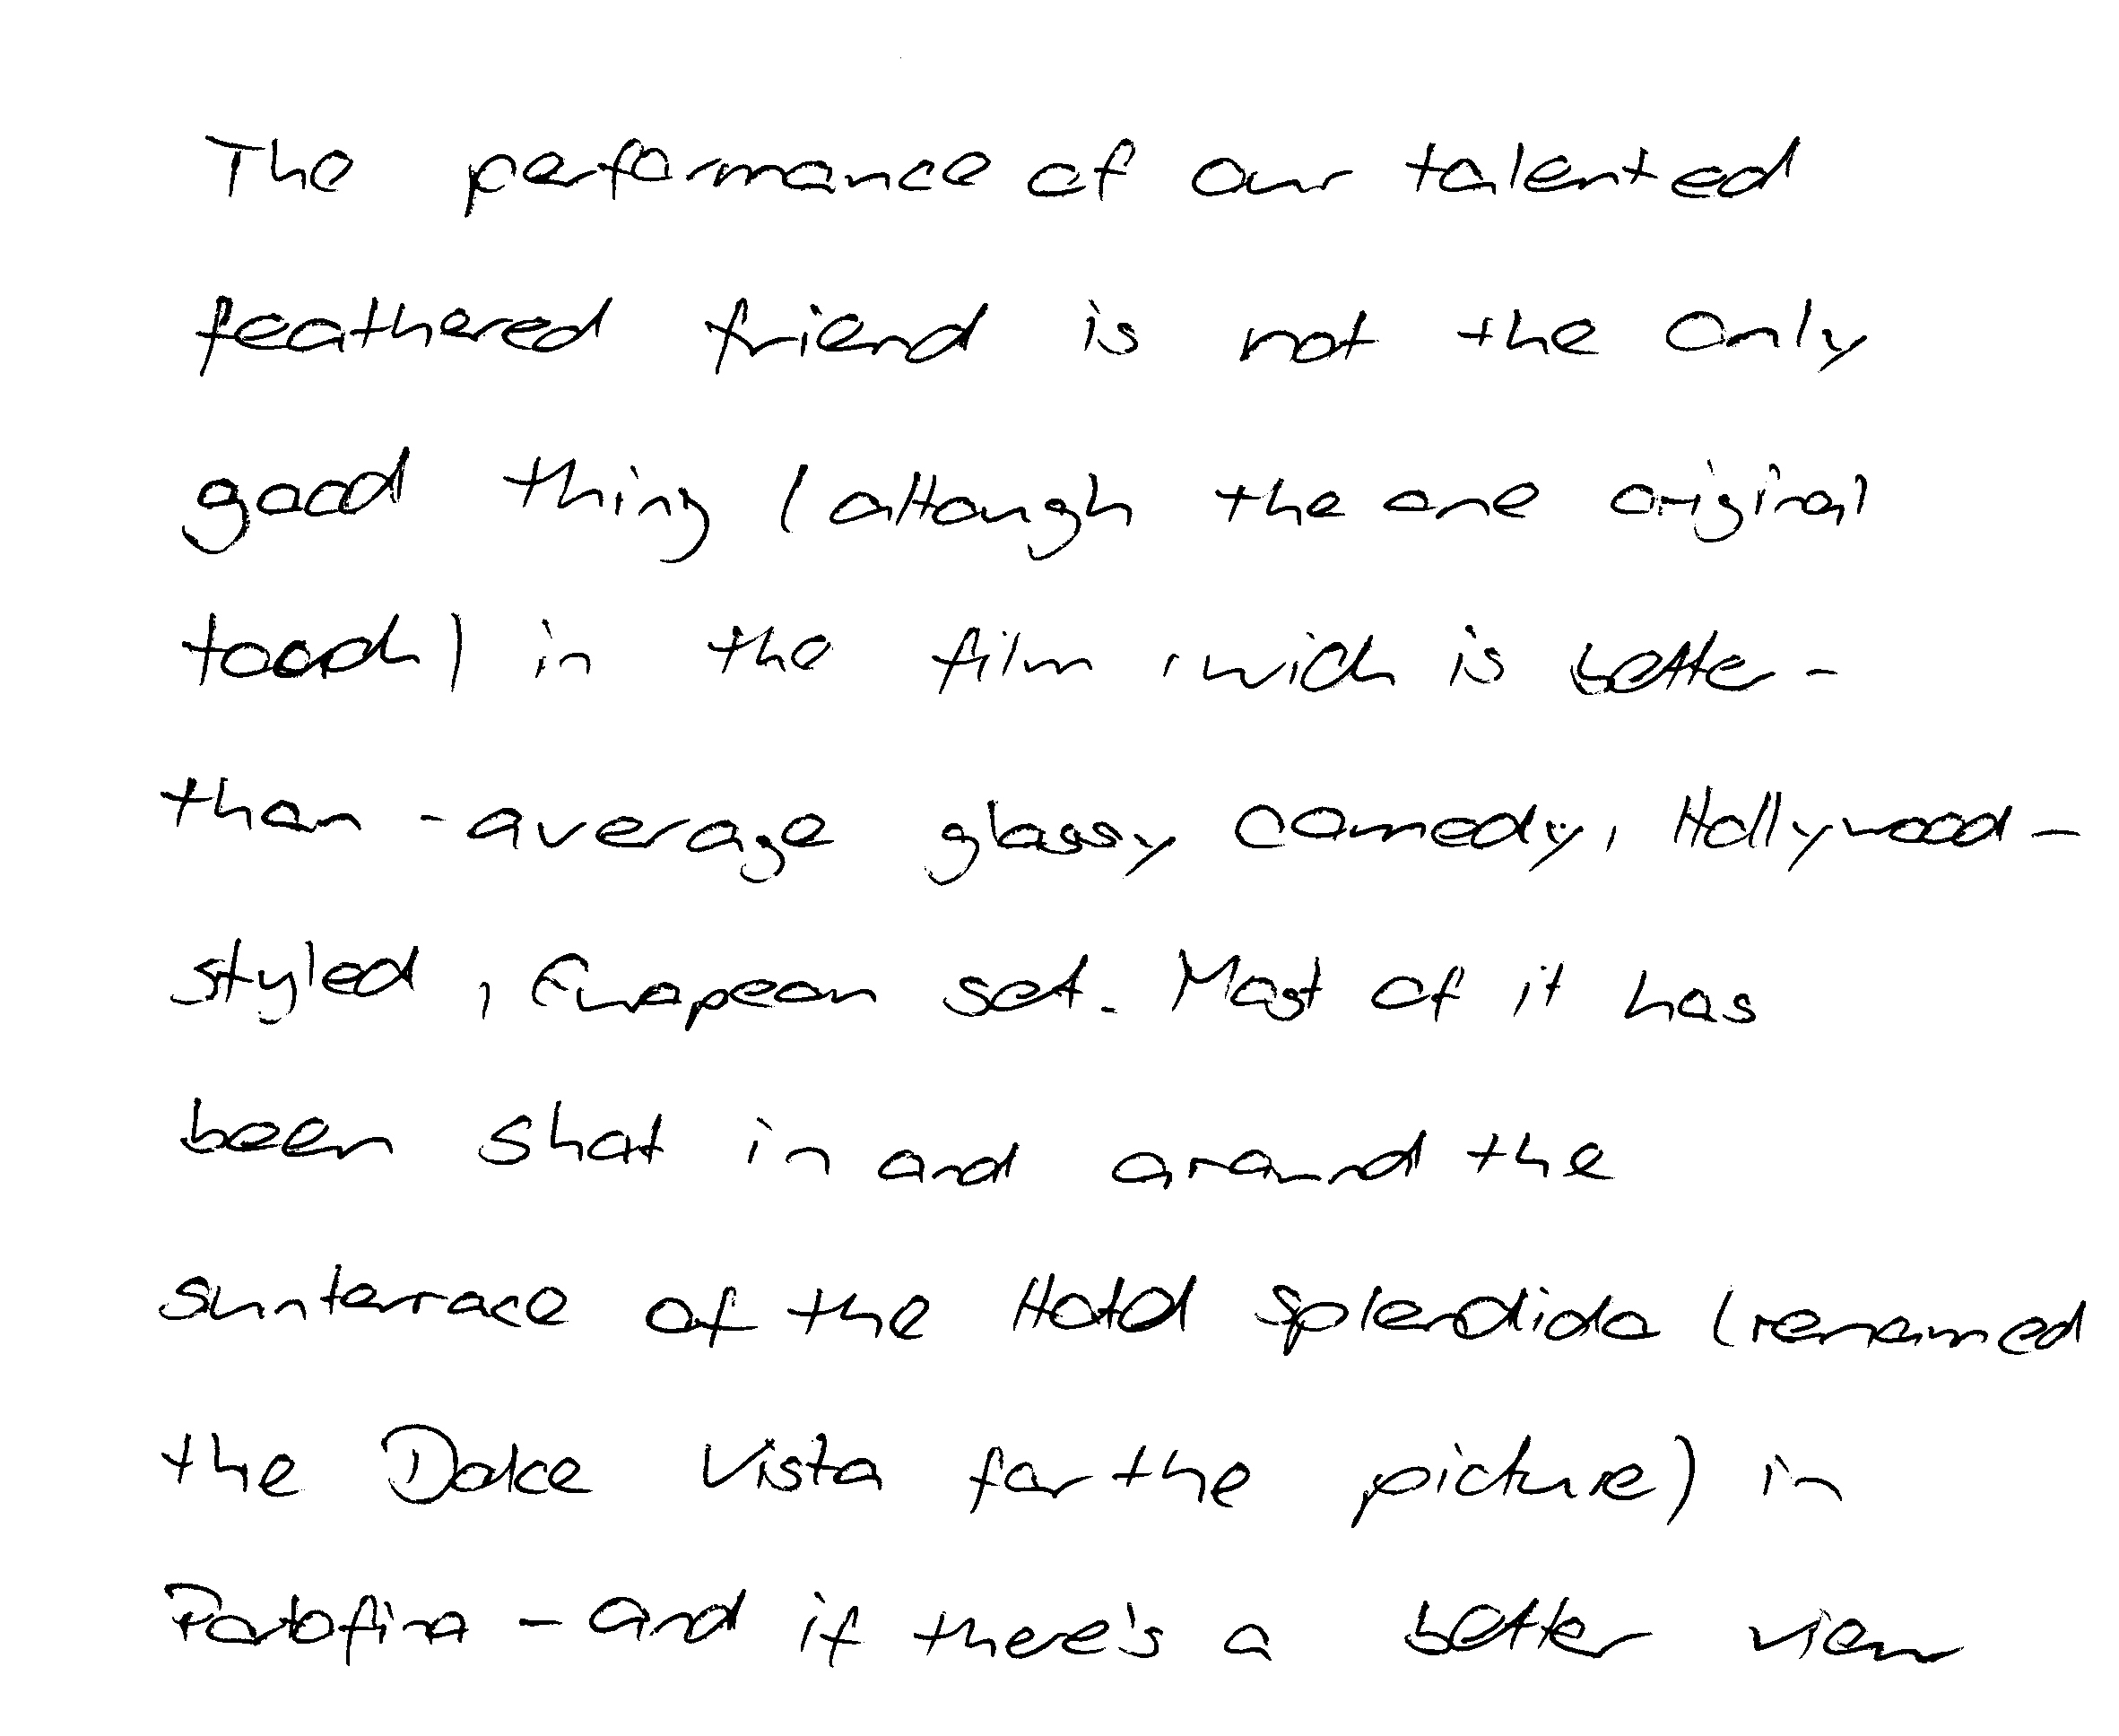 The performance of our talented
feathered friend is not the only
good thing (altough the one original
toach) in the film, wich is better-
than-average glossy comedy, Hollywood-
styled, European set. Most of it has
been shot in and around the
sunterrace of the Hotel Splendido (renamed
the Dolce Vista for the picture) in
Portofino - and if there's a better view